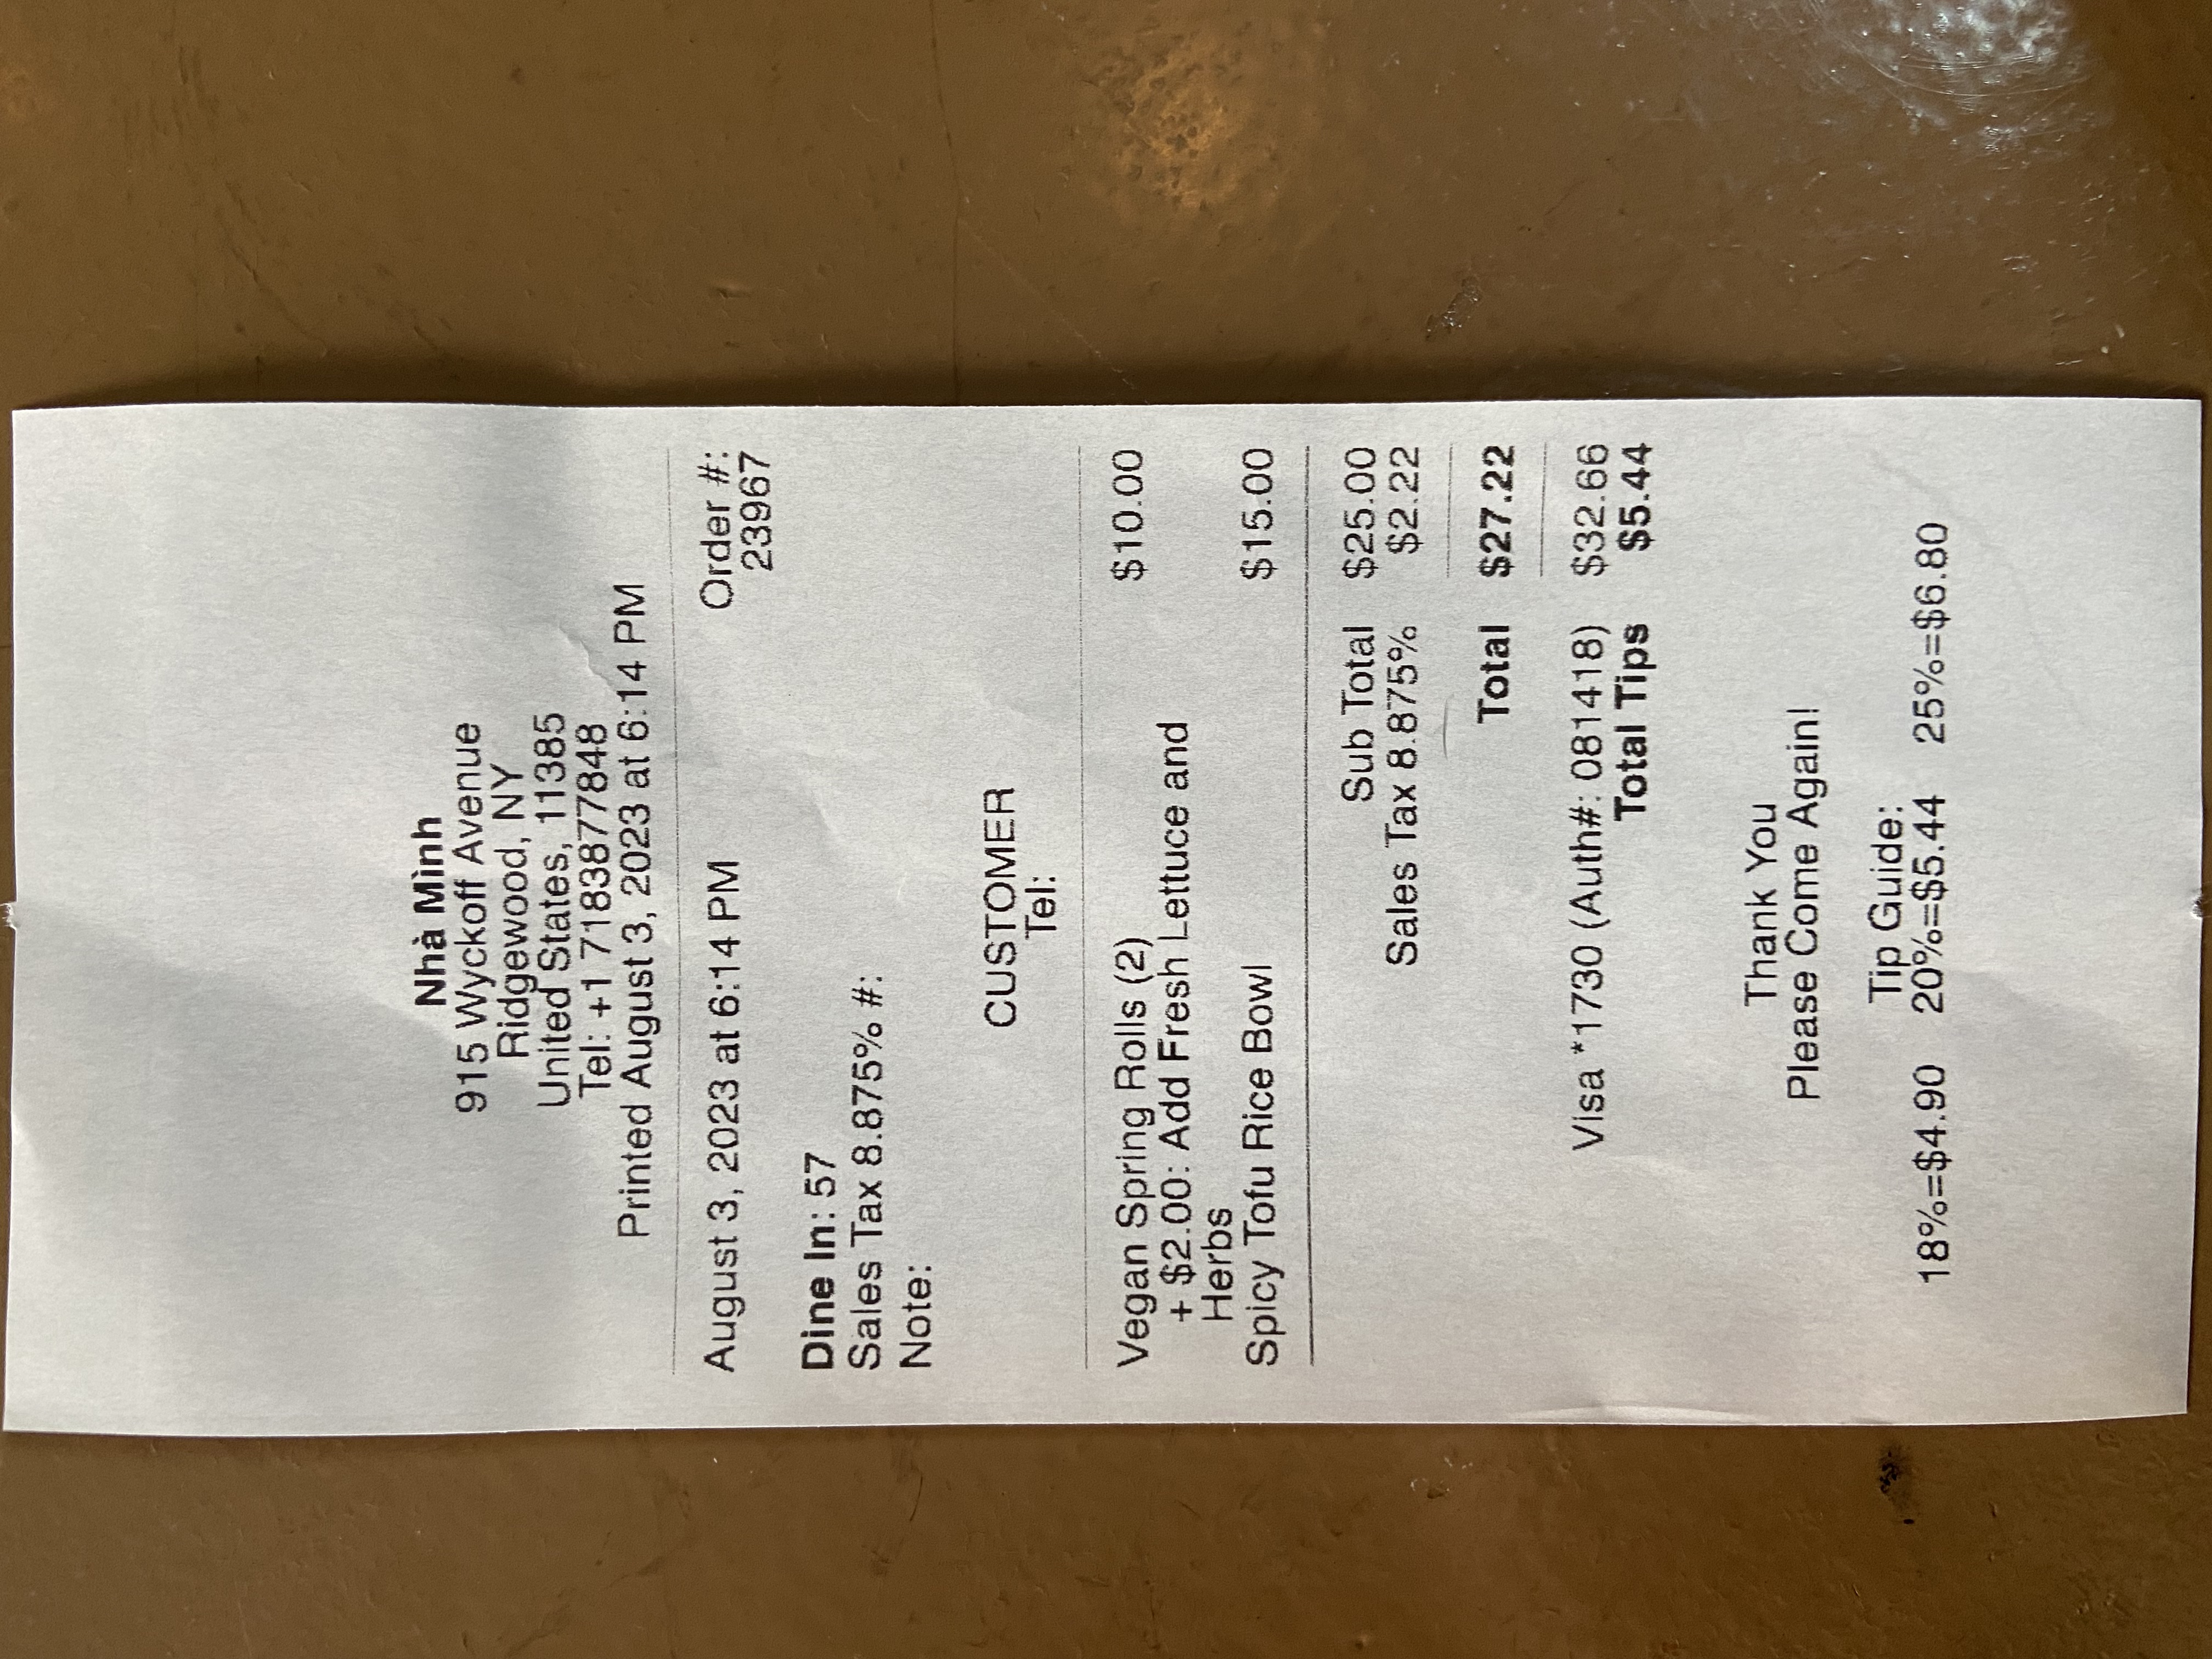 Nhà Mình
915 Wyckoff Avenue
Ridgewood, NY
United States, 11385
Tel: +1 7183877848
Printed August 3, 2023 at 6:14 PM
August 3, 2023 at 6:14 PM Order #:
23967
Dine In: 57
Sales Tax 8.875% #:
Note:
CUSTOMER
Tel:
Vegan Spring Rolls (2) $10.00
+ $2.00: Add Fresh Lettuce and
Herbs
Spicy Tofu Rice Bowl $15.00
Sub Total $25.00
Sales Tax 8.875% $2.22
Total $27.22
Visa *1730 (Auth#: 081418) $32.66
Total Tips $5.44
Thank You
Please Come Again!
Tip Guide:
18%=$4.90 20%=$5.44 25%=$6.80